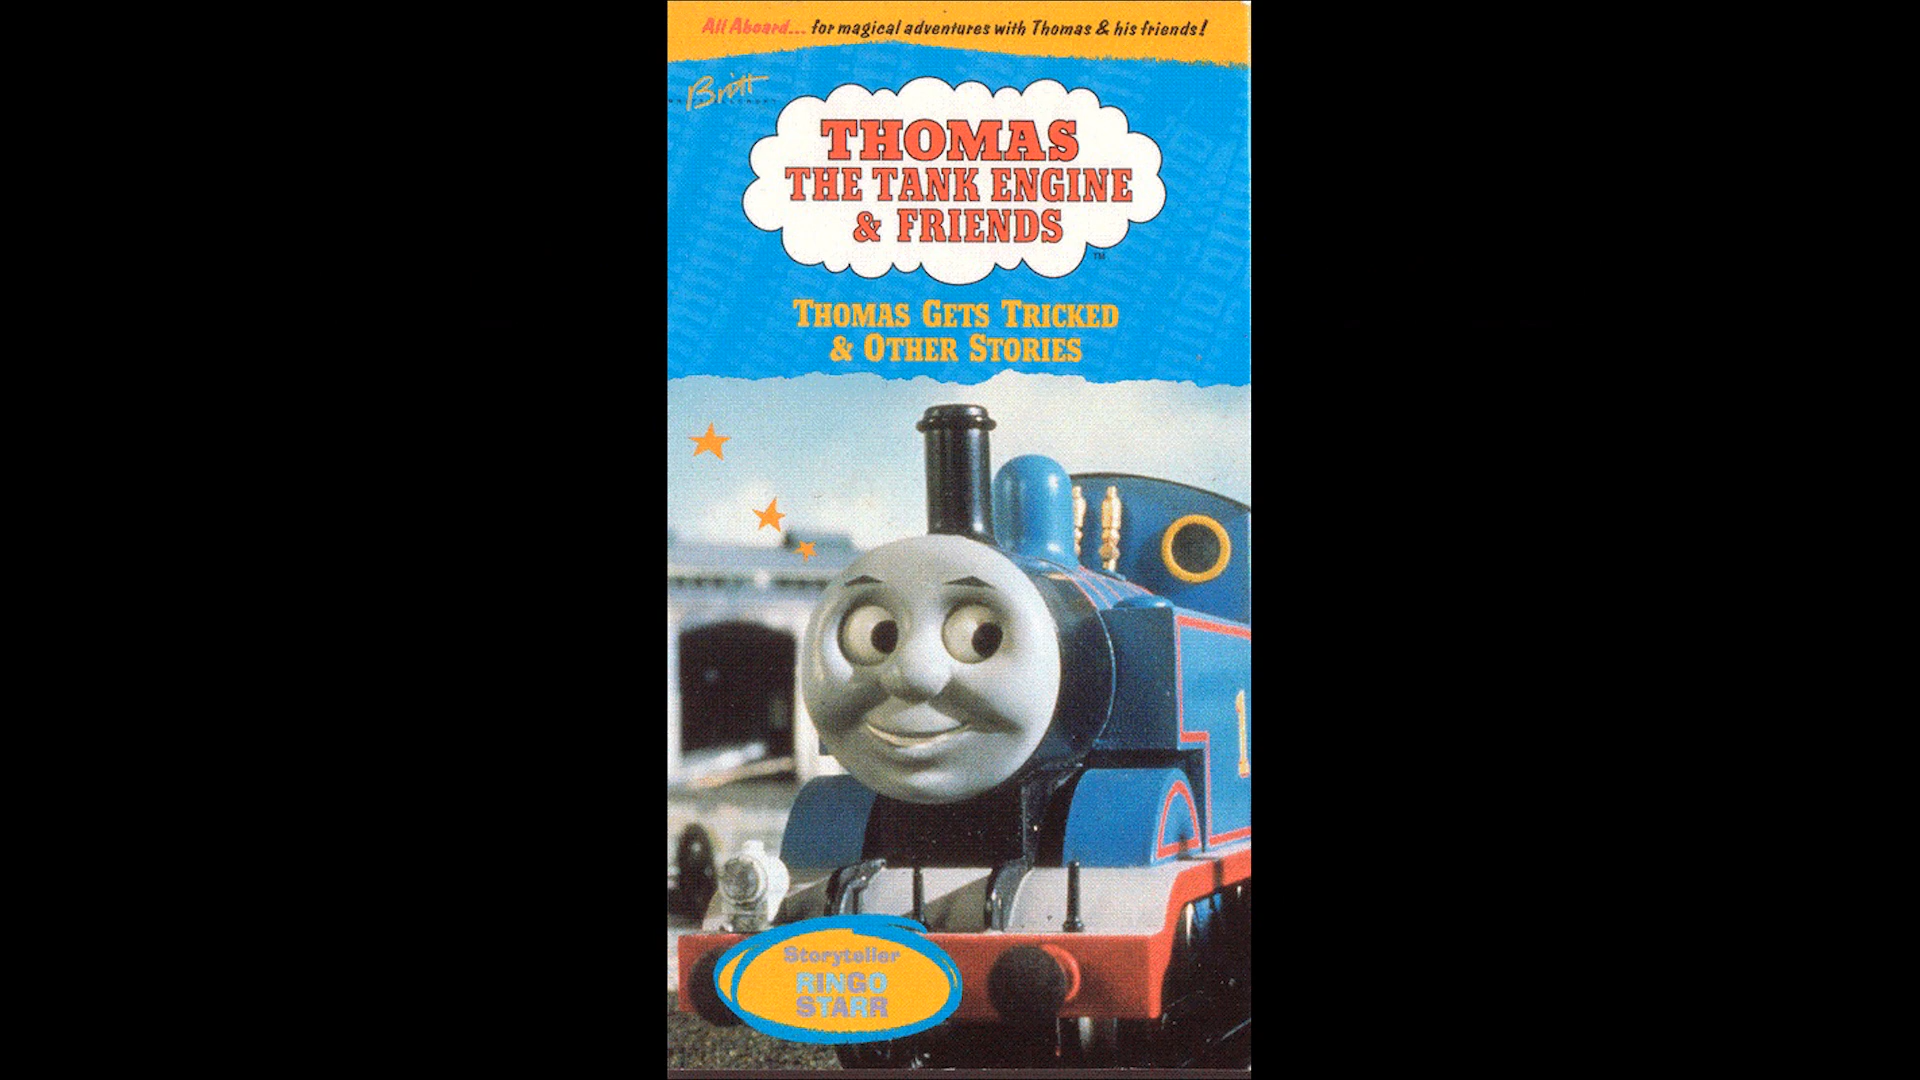 All Aboard... for magical adventures with Thomas & his friends!
Britt
THOMAS
THE TANK ENGINE
& FRIENDS
TM
THOMAS GETS TRICKED
& OTHER STORIES
1
Storyteller
RINGO
STARR